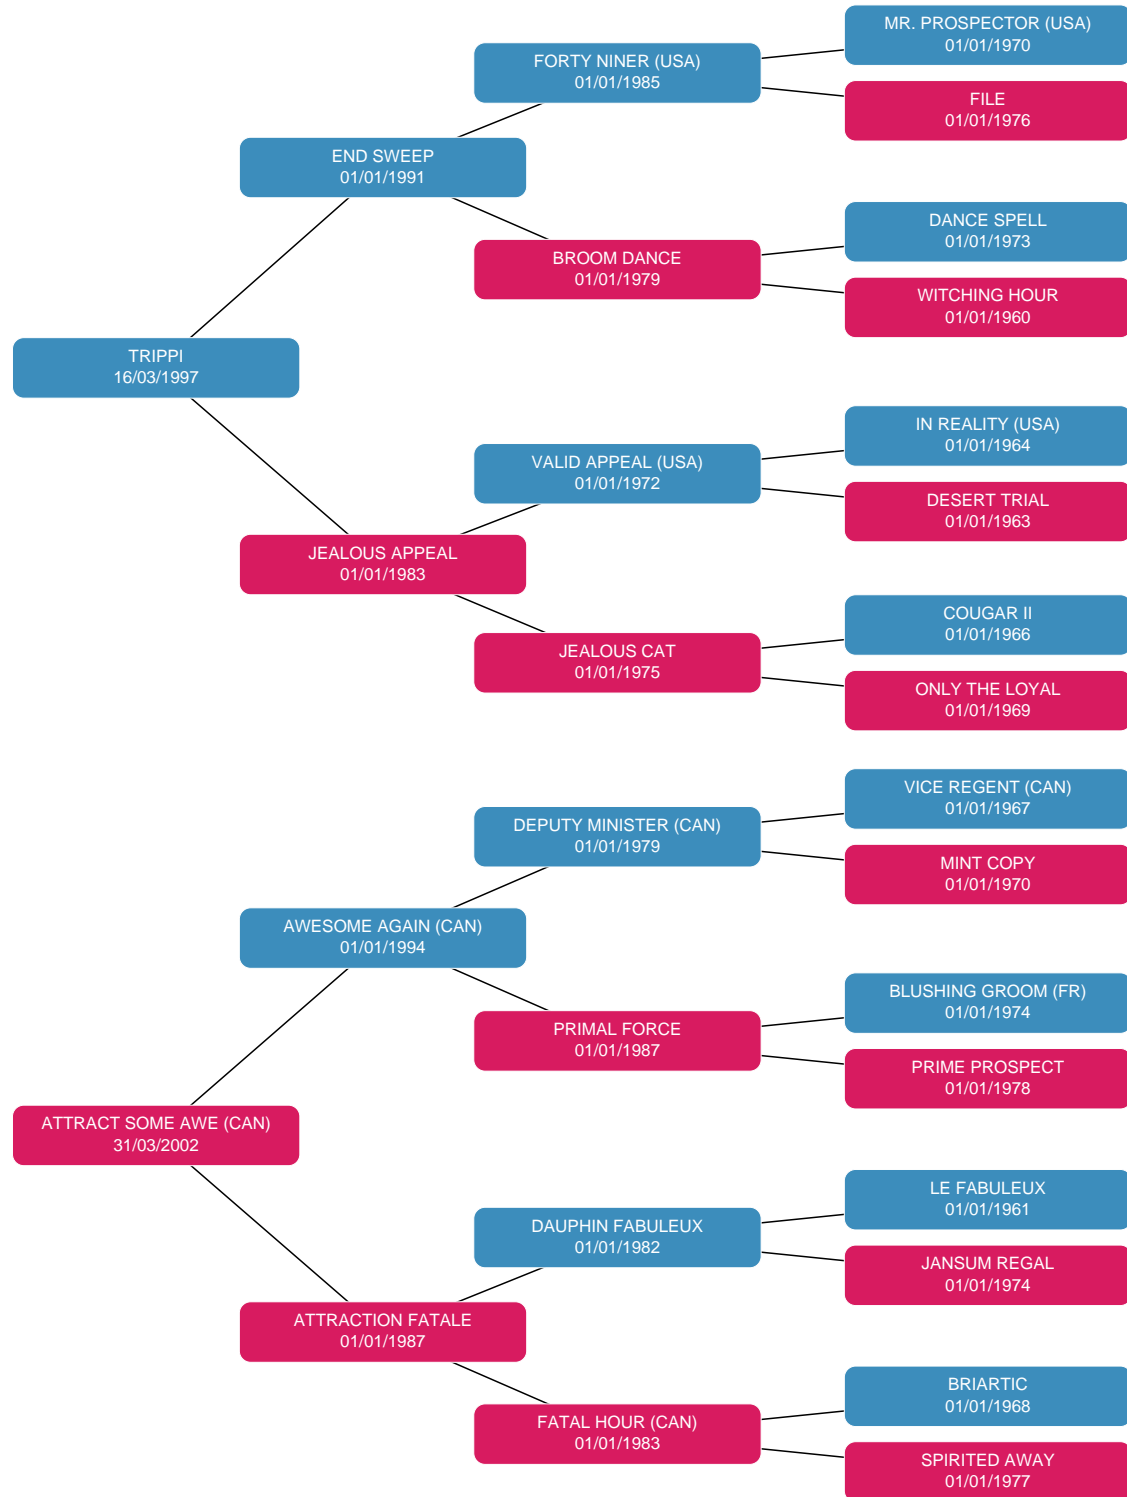 MR. PROSPECTOR (USA)
01/01/1970
FORTY NINER (USA)
01/01/1985
FILE
01/01/1976
END SWEEP
01/01/1991
DANCE SPELL
01/01/1973
BROOM DANCE
01/01/1979
WITCHING HOUR
01/01/1960
TRIPPI
16/03/1997
IN REALITY (USA)
01/01/1964
VALID APPEAL (USA)
01/01/1972
DESERT TRIAL
01/01/1963
JEALOUS APPEAL
01/01/1983
COUGAR II
01/01/1966
JEALOUS CAT
01/01/1975
ONLY THE LOYAL
01/01/1969
VICE REGENT (CAN)
01/01/1967
DEPUTY MINISTER (CAN)
01/01/1979
MINT COPY
01/01/1970
AWESOME AGAIN (CAN)
01/01/1994
BLUSHING GROOM (FR)
01/01/1974
PRIMAL FORCE
01/01/1987
PRIME PROSPECT
01/01/1978
ATTRACT SOME AWE (CAN)
31/03/2002
LE FABULEUX
01/01/1961
DAUPHIN FABULEUX
01/01/1982
JANSUM REGAL
01/01/1974
ATTRACTION FATALE
01/01/1987
BRIARTIC
01/01/1968
FATAL HOUR (CAN)
01/01/1983
SPIRITED AWAY
01/01/1977